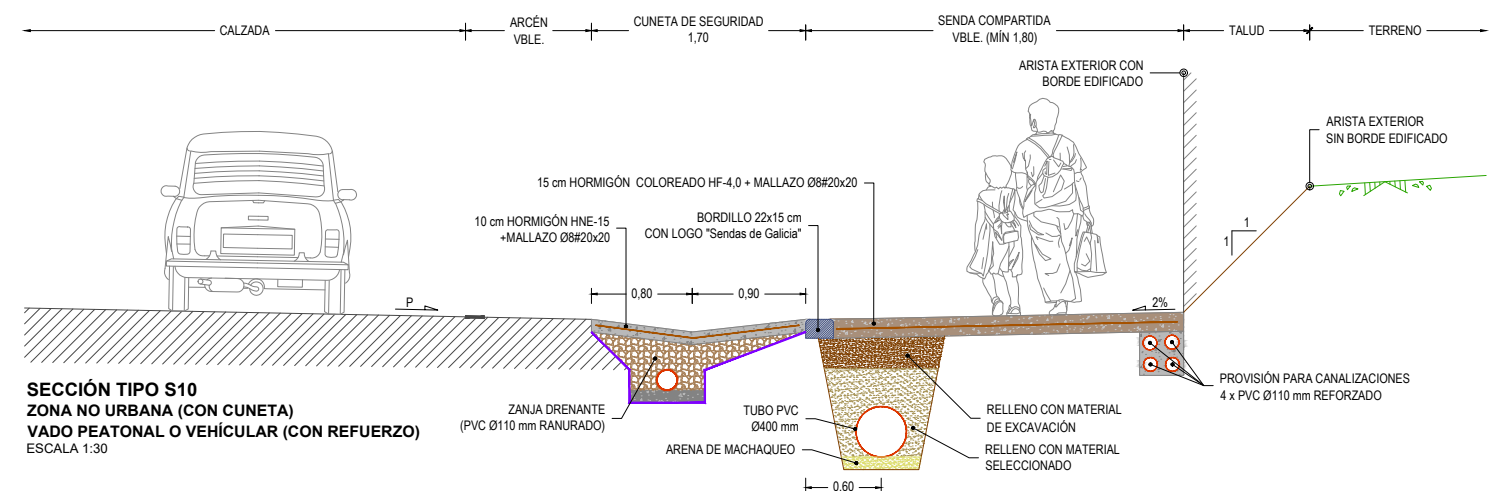 CALZADA
ARCÉN
VBLE.
CUNETA DE SEGURIDAD
1,70
SENDA COMPARTIDA
VBLE. (MÍN 1,80)
TALUD
TERRENO
ARISTA EXTERIOR CON
BORDE EDIFICADO
ARISTA EXTERIOR
SIN BORDE EDIFICADO
15 cm HORMIGÓN COLOREADO HF-4,0 + MALLAZO Ø8#20x20
10 cm HORMIGÓN HNE-15
+MALLAZO Ø8#20x20
BORDILLO 22x15 cm
CON LOGO "Sendas de Galicia"
1
1
0,80
0,90
P
2%
SECCIÓN TIPO S10
ZONA NO URBANA (CON CUNETA)
VADO PEATONAL O VEHÍCULAR (CON REFUERZO)
ESCALA 1:30
ZANJA DRENANTE
(PVC Ø110 mm RANURADO)
TUBO PVC
Ø400 mm
ARENA DE MACHAQUEO
RELLENO CON MATERIAL
DE EXCAVACIÓN
RELLENO CON MATERIAL
SELECCIONADO
PROVISIÓN PARA CANALIZACIONES
4 x PVC Ø110 mm REFORZADO
0,60